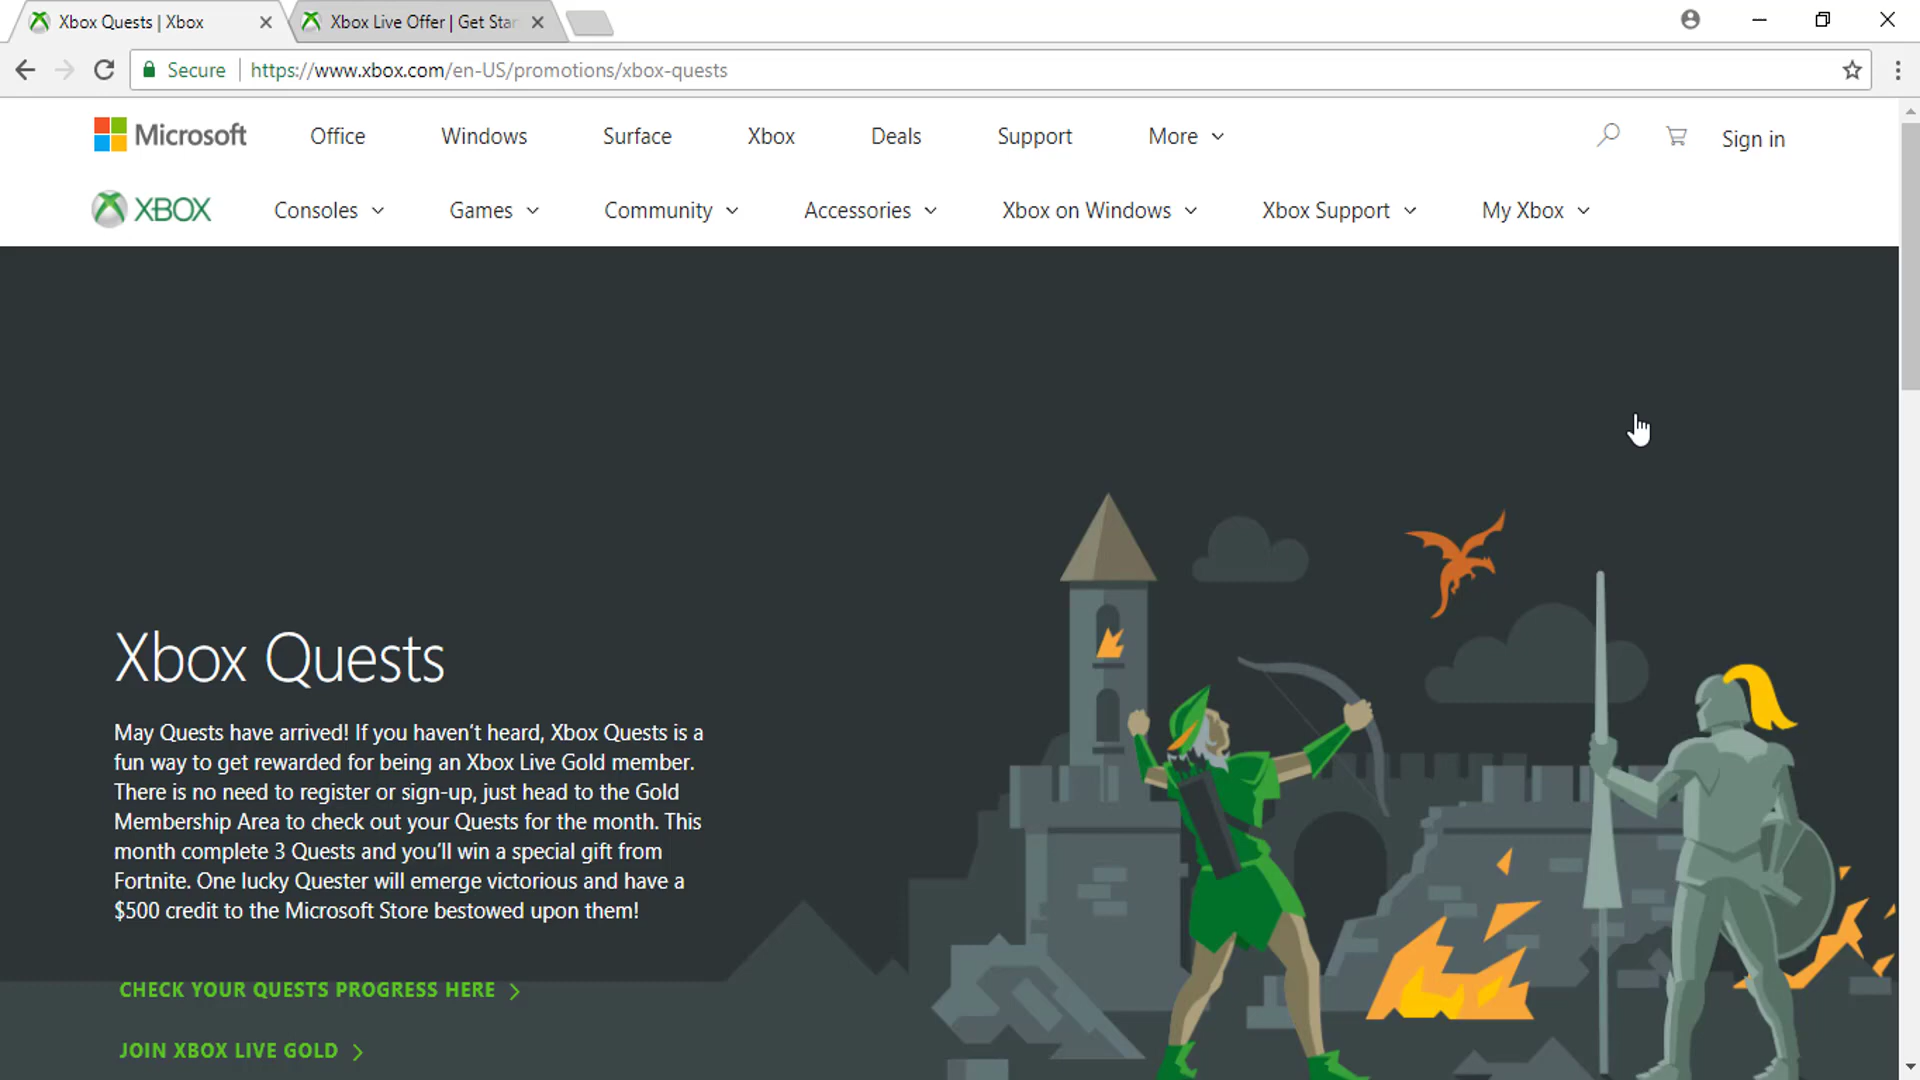 Xbox Quests | Xbox
Xbox Live Offer | Get Star
Secure
https://www.xbox.com/en-US/promotions/xbox-quests
Microsoft
Office
Windows
Surface
Xbox
Deals
Support
More
Sign in
XBOX
Consoles
Games
Community
Accessories
Xbox on Windows
Xbox Support
My Xbox
Xbox Quests
May Quests have arrived! If you haven't heard, Xbox Quests is a
fun way to get rewarded for being an Xbox Live Gold member.
There is no need to register or sign-up, just head to the Gold
Membership Area to check out your Quests for the month. This
month complete 3 Quests and you'll win a special gift from
Fortnite. One lucky Quester will emerge victorious and have a
$500 credit to the Microsoft Store bestowed upon them!
CHECK YOUR QUESTS PROGRESS HERE
JOIN XBOX LIVE GOLD